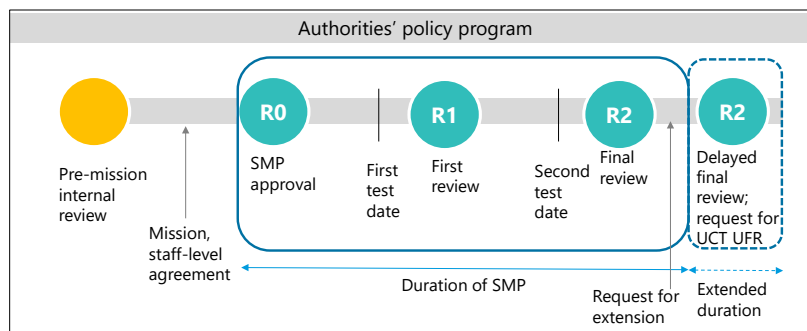 Authorities' policy program
R0
R1
R2
R2
Pre-mission
internal
review
SMP
approval
First
test
date
First
review
Second
test
date
Final
review
Delayed
final
review;
request for
UCT UFR
Mission,
staff-level
agreement
Duration of SMP
Request for
extension
Extended
duration